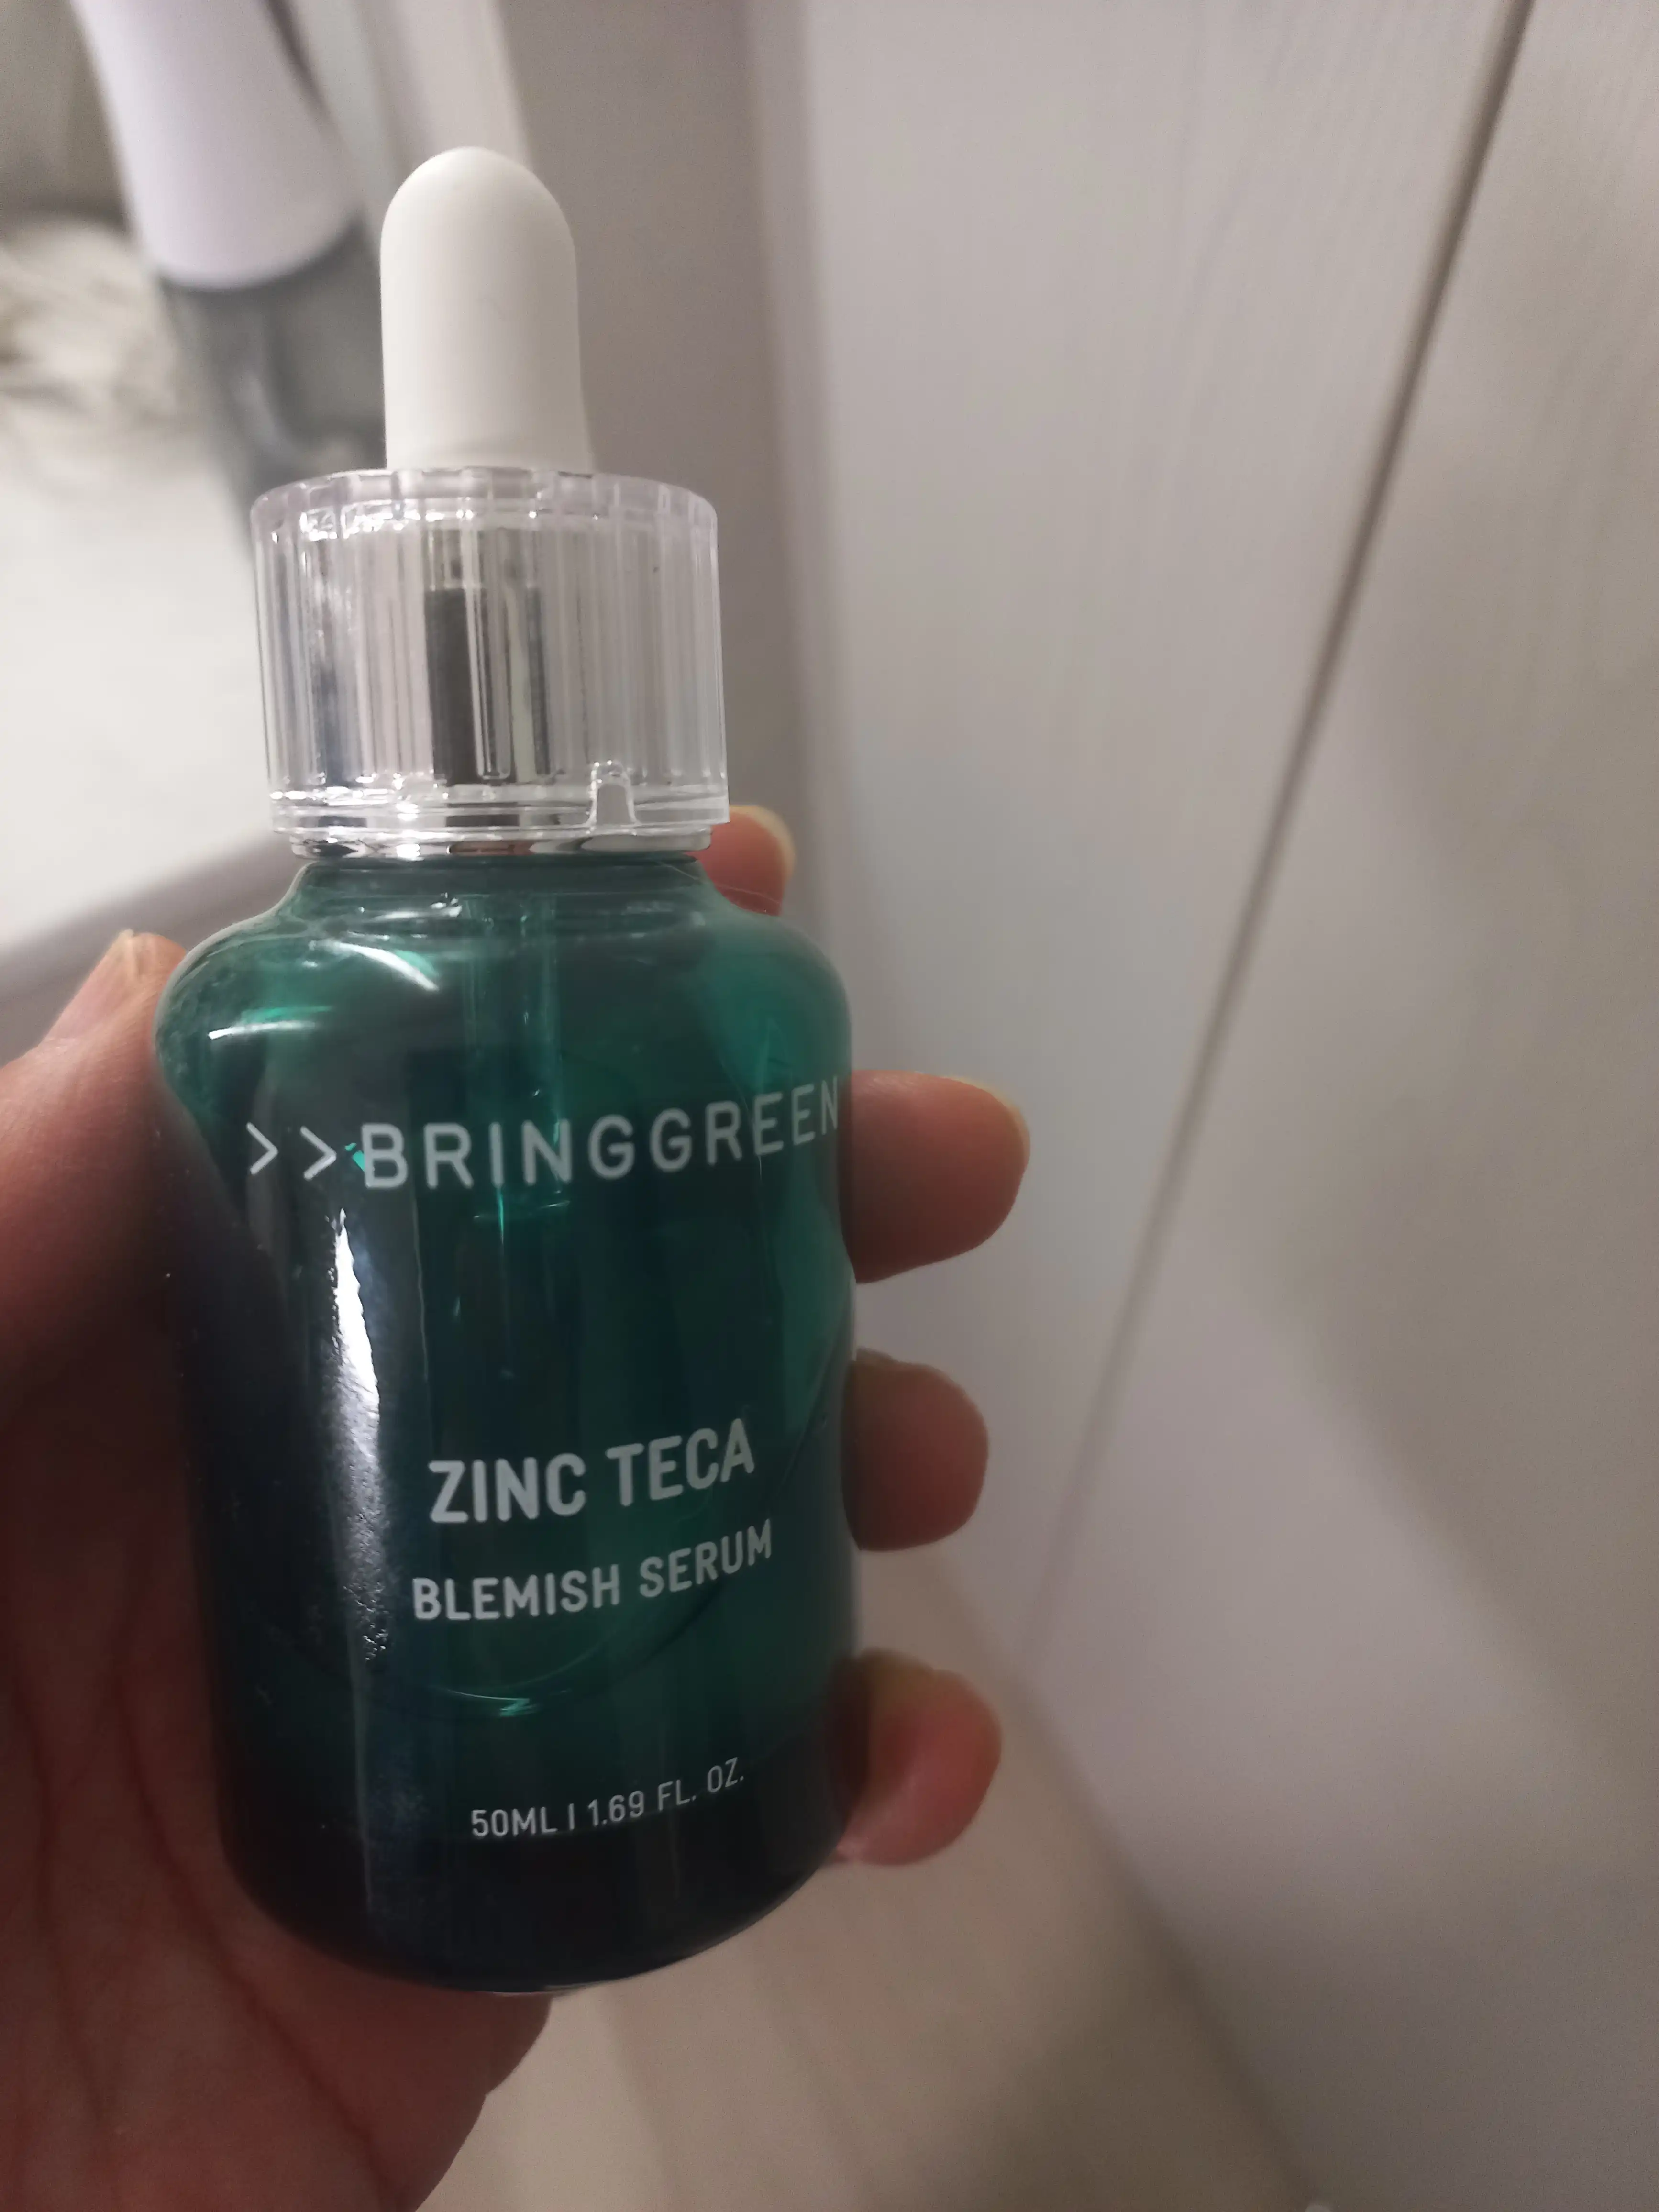 >>BRINGGREEN
ZINC TECA
BLEMISH SERUM
50ML I 1.69 FL. OZ.